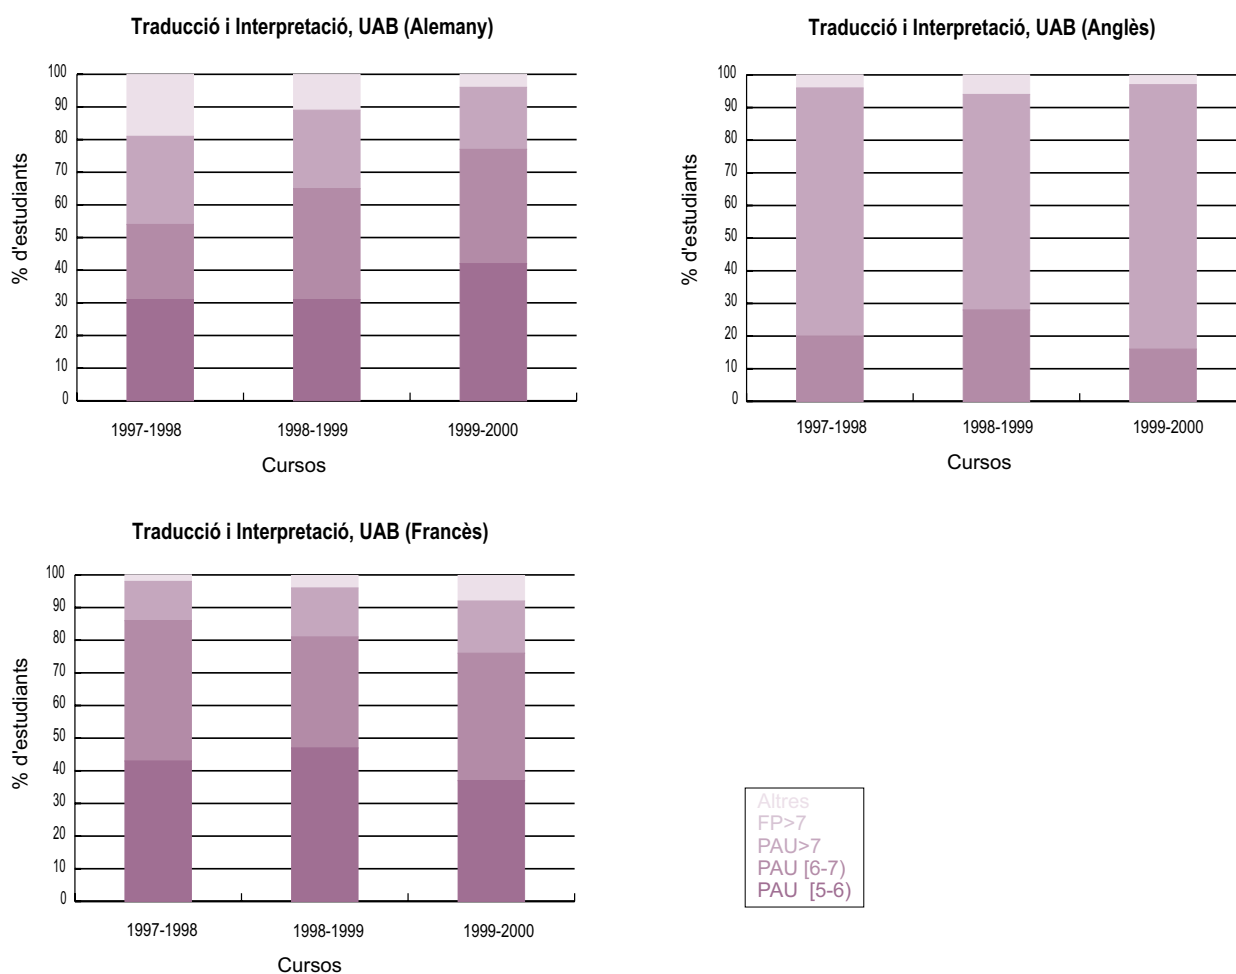 Traducció i Interpretació, UAB (Alemany)
% d'estudiants
100
90
80
70
60
50
40
30
20
10
0
1997-1998 1998-1999 1999-2000
Cursos
Traducció i Interpretació, UAB (Anglès)
% d'estudiants
100
90
80
70
60
50
40
30
20
10
0
1997-1998 1998-1999 1999-2000
Cursos
Traducció i Interpretació, UAB (Francès)
% d'estudiants
100
90
80
70
60
50
40
30
20
10
0
1997-1998 1998-1999 1999-2000
Cursos
Altres
FP>7
PAU>7
PAU [6-7)
PAU [5-6)